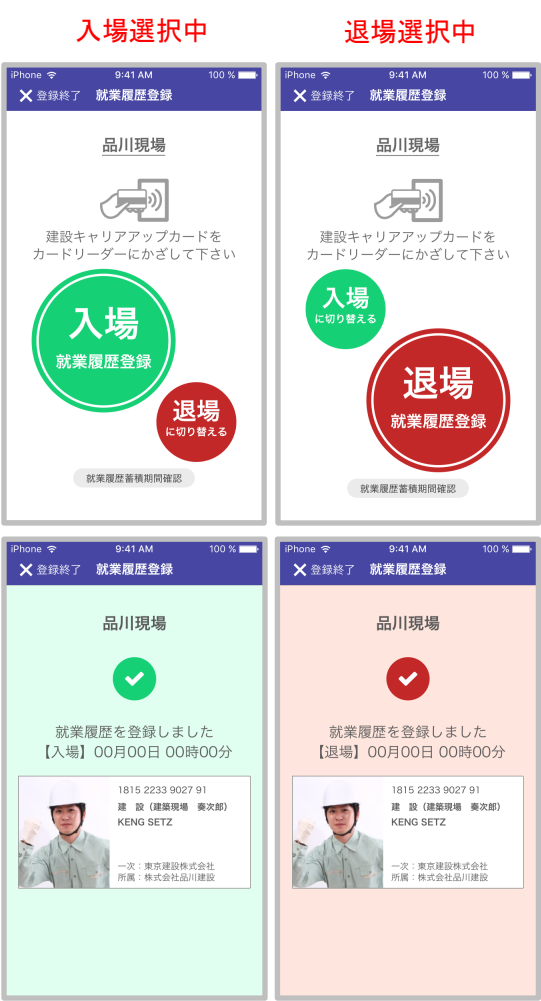 入場選択中
iPhone 9:41 AM 100 %
登録終了 就業履歴登録
品川現場
建設キャリアアップカードを
カードリーダーにかざして下さい
入場
就業履歴登録
退場
に切り替える
就業履歴蓄積期間確認
退場選択中
iPhone 9:41 AM 100 %
登録終了 就業履歴登録
品川現場
建設キャリアアップカードを
カードリーダーにかざして下さい
入場
に切り替える
退場
就業履歴登録
就業履歴蓄積期間確認
iPhone 9:41 AM 100 %
登録終了 就業履歴登録
品川現場
就業履歴を登録しました
【入場】00月00日 00時00分
1815 2233 9027 91
建 設（建築現場 奏次郎）
KENG SETZ
一次：東京建設株式会社
所属：株式会社品川建設
iPhone 9:41 AM 100 %
登録終了 就業履歴登録
品川現場
就業履歴を登録しました
【退場】00月00日 00時00分
1815 2233 9027 91
建 設（建築現場 奏次郎）
KENG SETZ
一次：東京建設株式会社
所属：株式会社品川建設